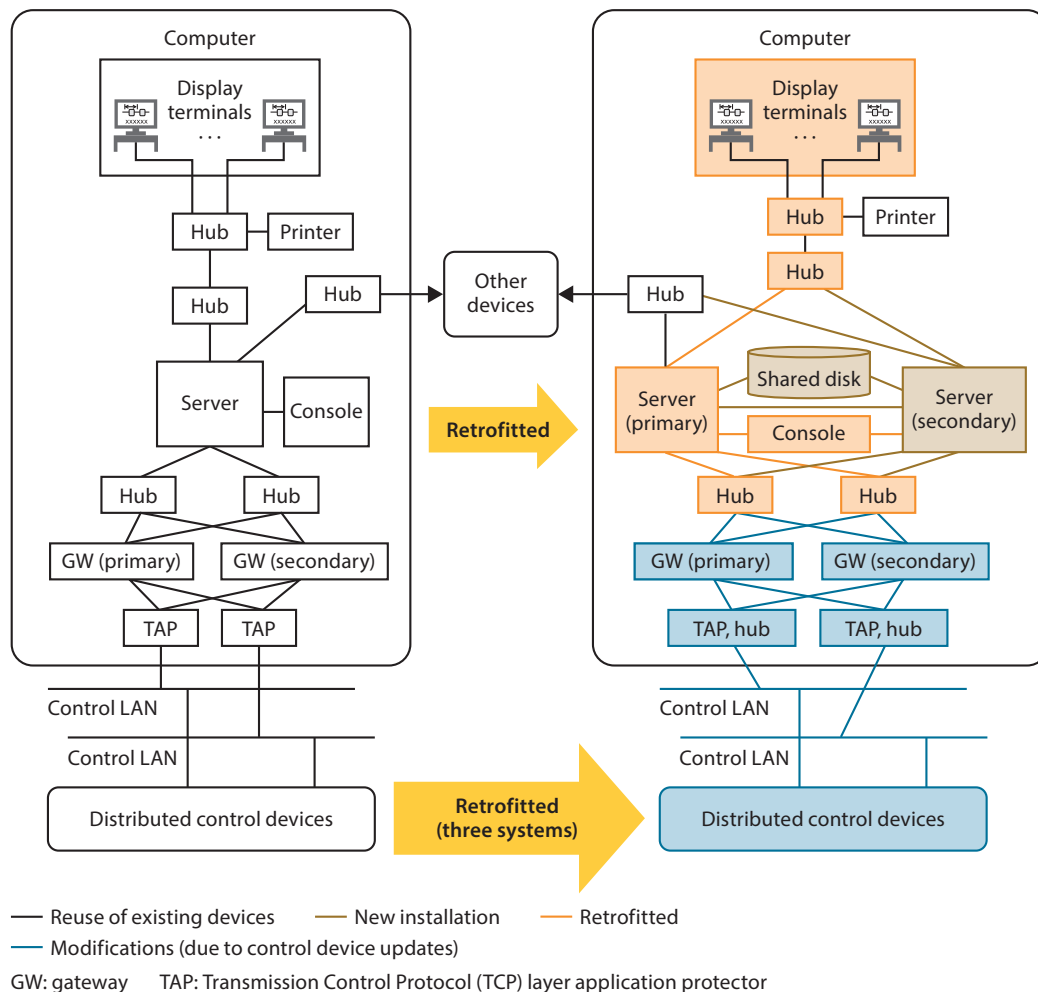 Computer
Display
terminals
xxxxxx
...
xxxxxx
Hub
Printer
Hub
Hub
Server
Console
Hub
Hub
GW (primary)
GW (secondary)
TAP
TAP
Control LAN
Control LAN
Distributed control devices
Other
devices
Retrofitted
Retrofitted
(three systems)
Computer
Display
terminals
xxxxxx
...
xxxxxx
Hub
Printer
Hub
Hub
Shared disk
Server
(primary)
Server
(secondary)
Console
Hub
Hub
GW (primary)
GW (secondary)
TAP, hub
TAP, hub
Control LAN
Control LAN
Distributed control devices
Reuse of existing devices
New installation
Retrofitted
Modifications (due to control device updates)
GW: gateway TAP: Transmission Control Protocol (TCP) layer application protector